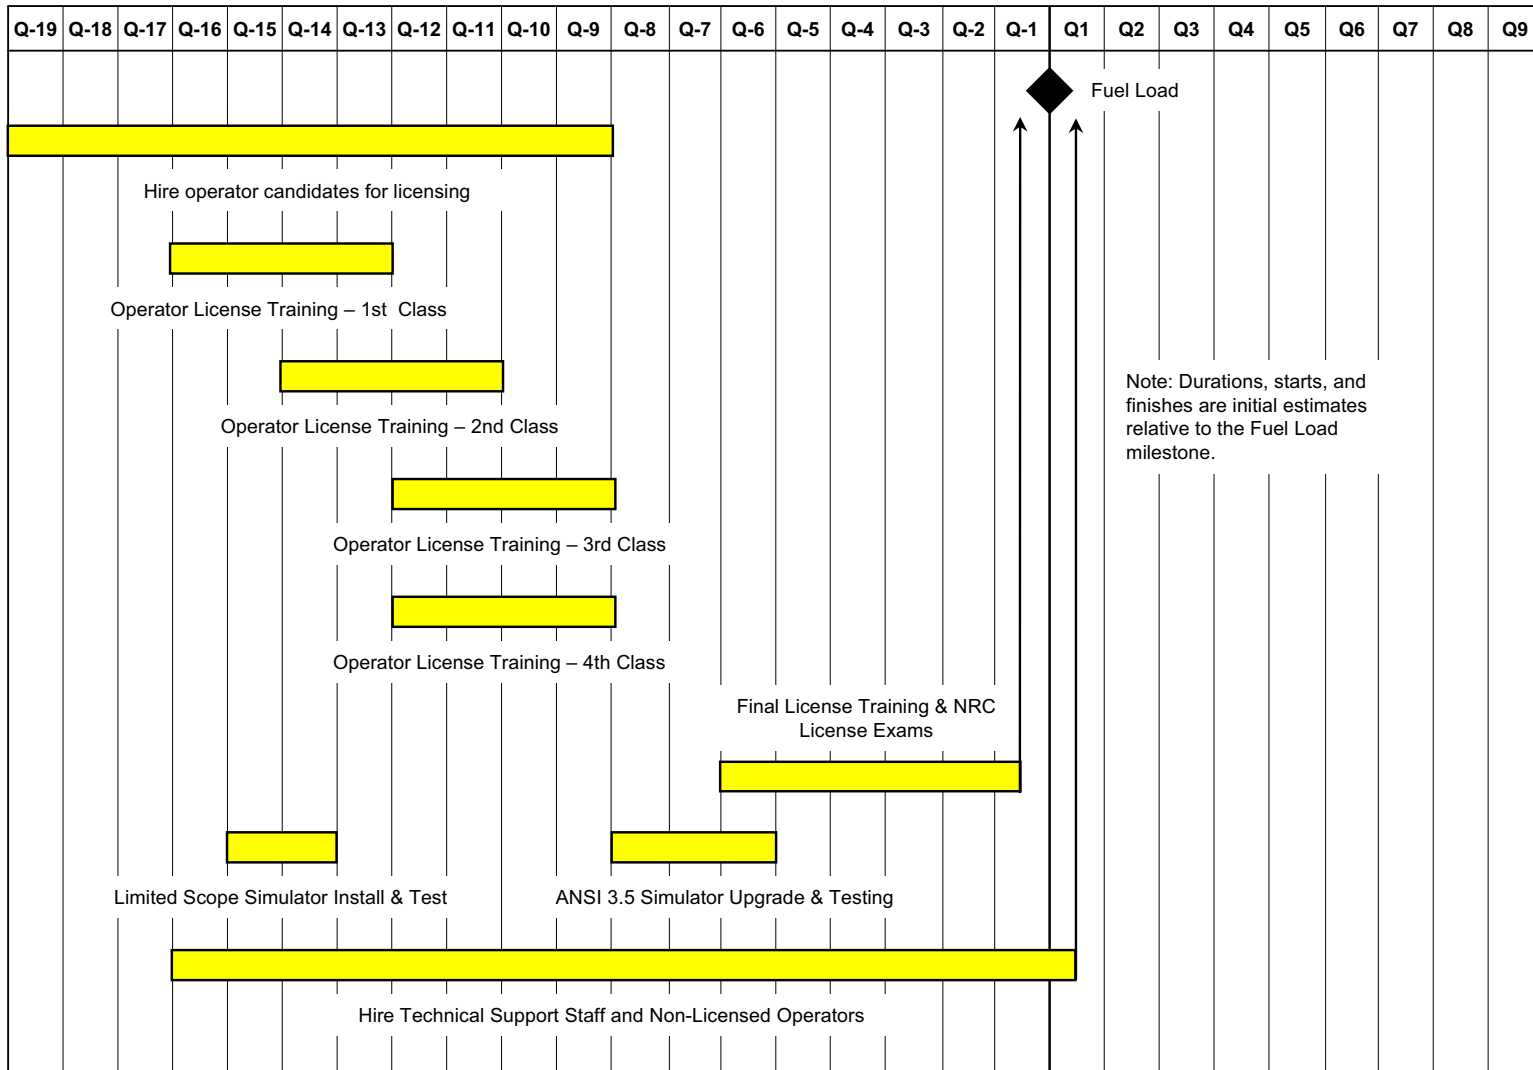 Q-19 Q-18 Q-17 Q-16 Q-15 Q-14 Q-13 Q-12 Q-11 Q-10 Q-9 Q-8 Q-7 Q-6 Q-5 Q-4 Q-3 Q-2 Q-1 Q1 Q2 Q3 Q4 Q5 Q6 Q7 Q8 Q9
Fuel Load
Hire operator candidates for licensing
Operator License Training – 1st Class
Note: Durations, starts, and
finishes are initial estimates
relative to the Fuel Load
milestone.
Operator License Training – 2nd Class
Operator License Training – 3rd Class
Operator License Training – 4th Class
Final License Training & NRC
License Exams
Limited Scope Simulator Install & Test
ANSI 3.5 Simulator Upgrade & Testing
Hire Technical Support Staff and Non-Licensed Operators